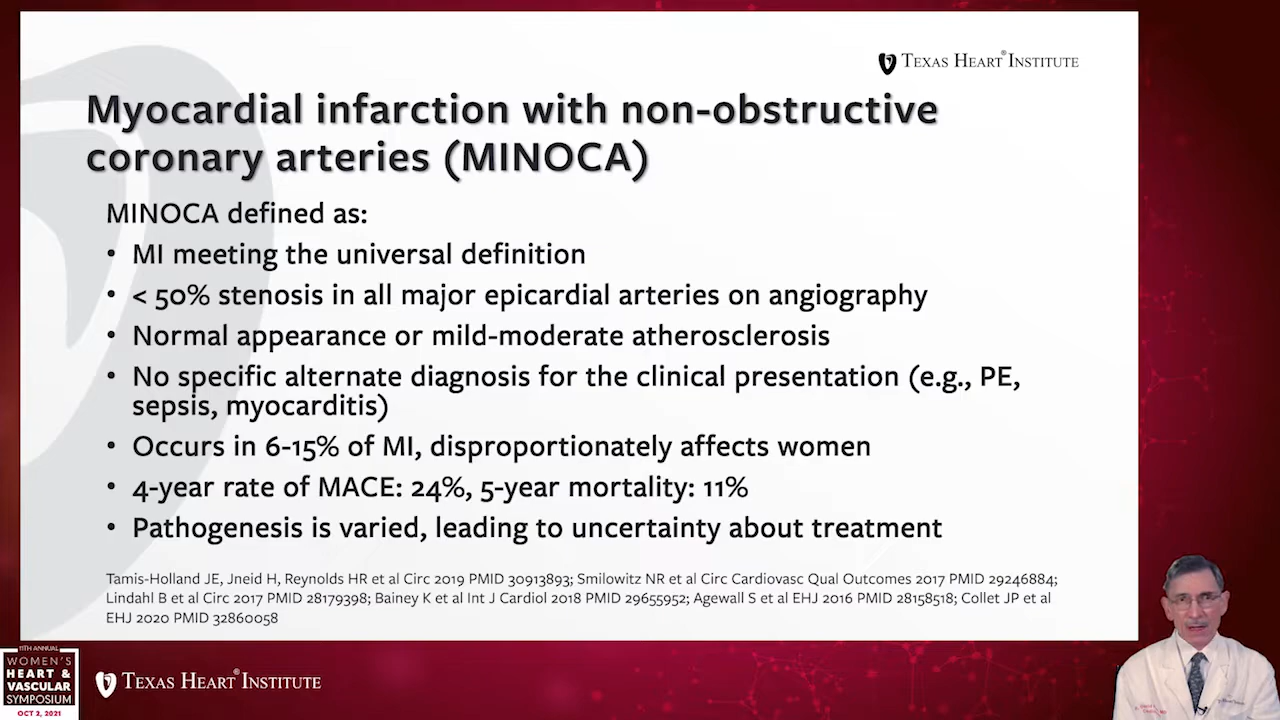 TEXAS HEART® INSTITUTE
Myocardial infarction with non-obstructive
coronary arteries (MINOCA)
MINOCA defined as:
• MI meeting the universal definition
• < 50% stenosis in all major epicardial arteries on angiography
• Normal appearance or mild-moderate atherosclerosis
• No specific alternate diagnosis for the clinical presentation (e.g., PE,
sepsis, myocarditis)
• Occurs in 6-15% of MI, disproportionately affects women
• 4-year rate of MACE: 24%, 5-year mortality: 11%
• Pathogenesis is varied, leading to uncertainty about treatment
Tamis-Holland JE, Jneid H, Reynolds HR et al Circ 2019 PMID 30913893; Smilowitz NR et al Circ Cardiovasc Qual Outcomes 2017 PMID 29246884;
Lindahl B et al Circ 2017 PMID 28179398; Bainey K et al Int J Cardiol 2018 PMID 29655952; Agewall S et al EHJ 2016 PMID 28158518; Collet JP et al
EHJ 2020 PMID 32860058
11TH ANNUAL
WOMEN'S
HEART &
VASCULAR
SYMPOSIUM
OCT 2, 2021
TEXAS HEART® INSTITUTE